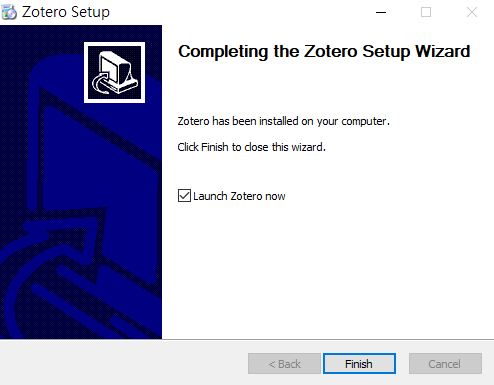 Zotero Setup
Completing the Zotero Setup Wizard
Zotero has been installed on your computer.
Click Finish to close this wizard.
Launch Zotero now
< Back
Finish
Cancel